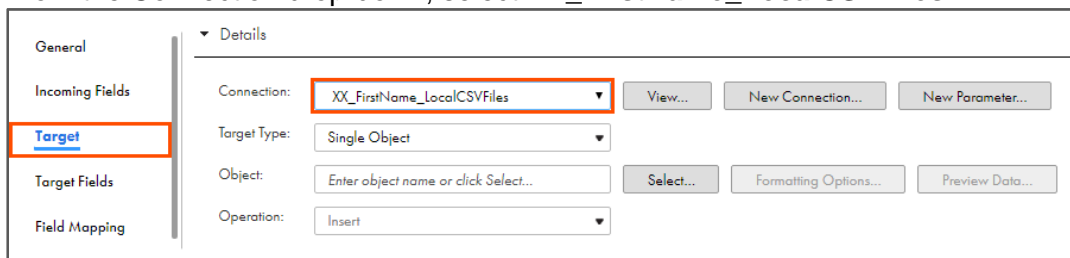 General
Incoming Fields
Target
Target Fields
Field Mapping
Details
Connection: XX_FirstName_LocalCSVFiles View... New Connection... New Parameter...
Target Type: Single Object
Object: Enter object name or click Select... Select... Formatting Options... Preview Data...
Operation: Insert